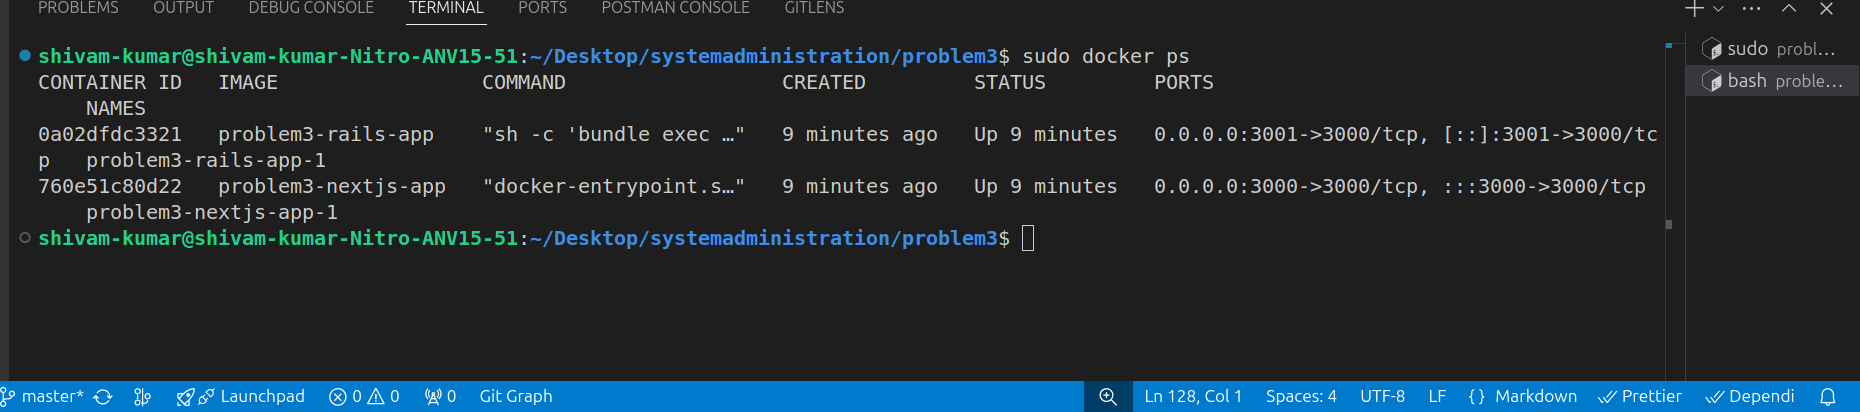 PROBLEMS OUTPUT DEBUG CONSOLE TERMINAL PORTS POSTMAN CONSOLE GITLENS
shivam-kumar@shivam-kumar-Nitro-ANV15-51:~/Desktop/systemadministration/problem3$ sudo docker ps
CONTAINER ID IMAGE COMMAND CREATED STATUS PORTS
NAMES
0a02dfdc3321 problem3-rails-app "sh -c 'bundle exec …" 9 minutes ago Up 9 minutes 0.0.0.0:3001->3000/tcp, [::]:3001->3000/tc
p problem3-rails-app-1
760e51c80d22 problem3-nextjs-app "docker-entrypoint.s…" 9 minutes ago Up 9 minutes 0.0.0.0:3000->3000/tcp, :::3000->3000/tcp
problem3-nextjs-app-1
shivam-kumar@shivam-kumar-Nitro-ANV15-51:~/Desktop/systemadministration/problem3$
sudo probl...
bash proble...
master* Launchpad 0 0 0 Git Graph Ln 128, Col 1 Spaces: 4 UTF-8 LF {} Markdown Prettier Dependi